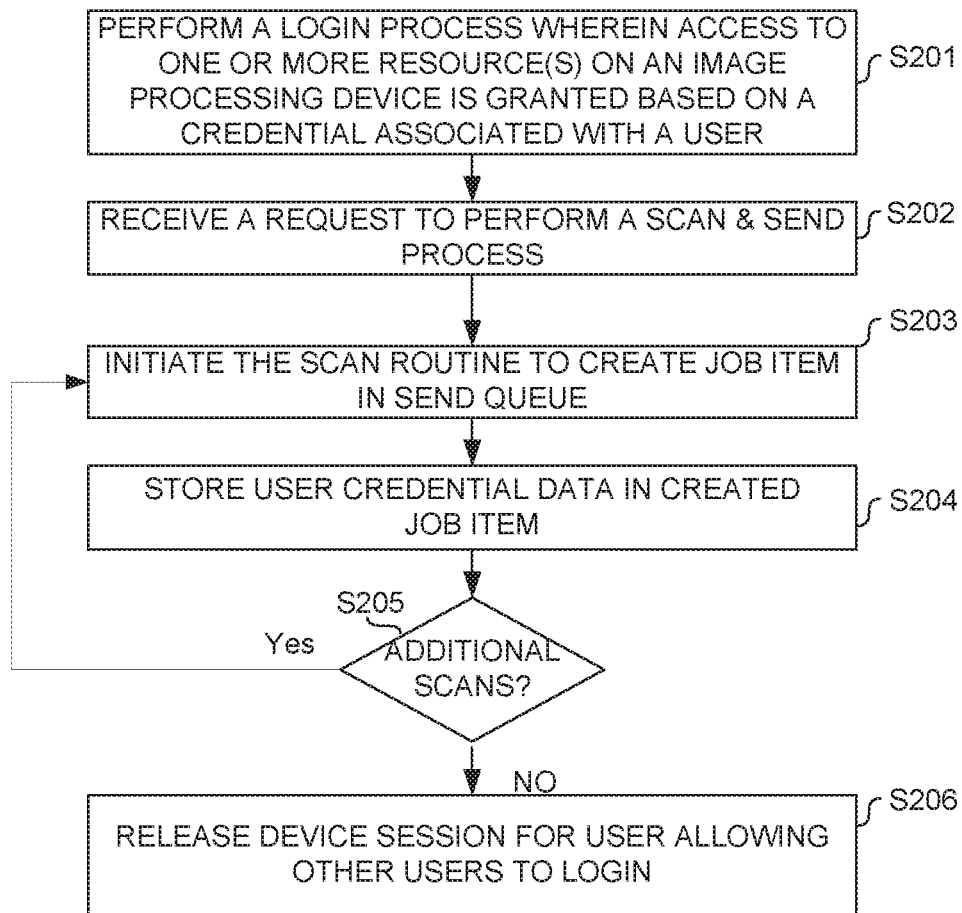 PERFORM A LOGIN PROCESS WHEREIN ACCESS TO
ONE OR MORE RESOURCE(S) ON AN IMAGE
PROCESSING DEVICE IS GRANTED BASED ON A
CREDENTIAL ASSOCIATED WITH A USER
S201
RECEIVE A REQUEST TO PERFORM A SCAN & SEND
PROCESS
S202
INITIATE THE SCAN ROUTINE TO CREATE JOB ITEM
IN SEND QUEUE
S203
STORE USER CREDENTIAL DATA IN CREATED
JOB ITEM
S204
S205
Yes
ADDITIONAL
SCANS?
NO
RELEASE DEVICE SESSION FOR USER ALLOWING
OTHER USERS TO LOGIN
S206